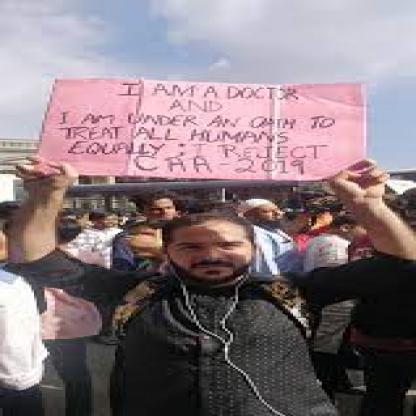 I AM A DOCTOR
AND
I AM UNDER AN OATH TO
TREAT ALL HUMANS
EQUALLY : I REJECT
CAA - 2019